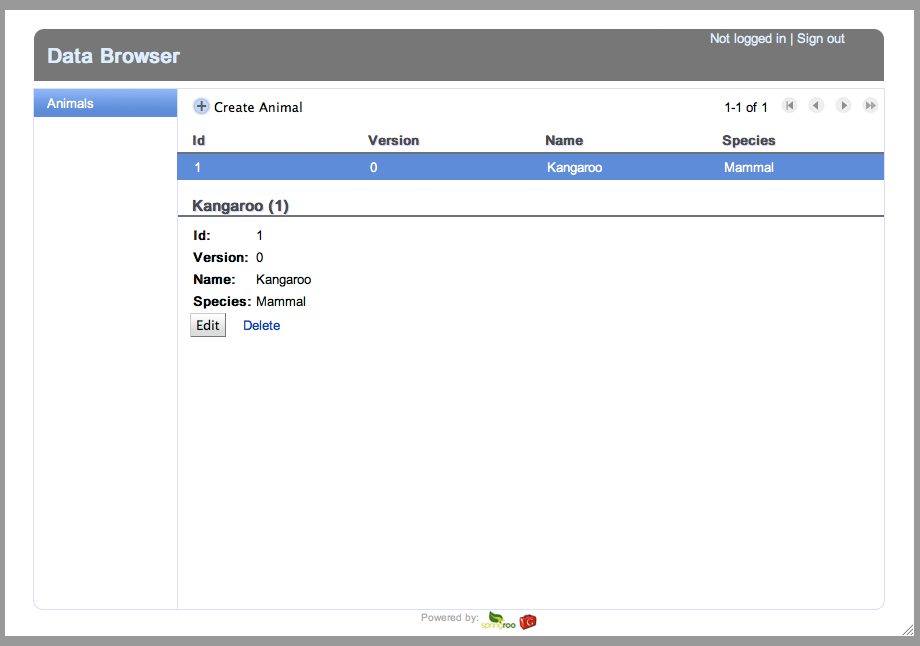 Not logged in | Sign out
Data Browser
Animals
Create Animal
1-1 of 1
Id Version Name Species
1 0 Kangaroo Mammal
Kangaroo (1)
Id: 1
Version: 0
Name: Kangaroo
Species: Mammal
Edit Delete
Powered by: springroo